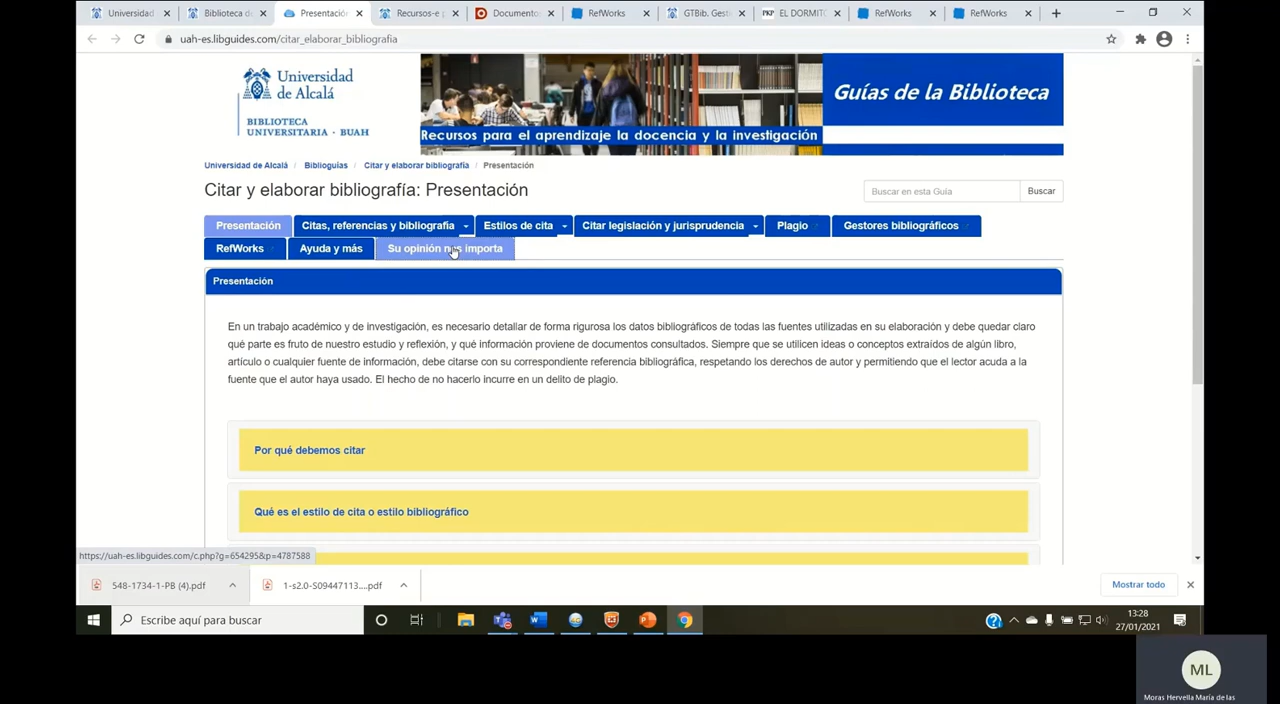 Universidad
Biblioteca d
Presentación
Recursos-e p
Documento
RefWorks
GTBib. Gesti
EL DORMITO
RefWorks
RefWorks
uah-es.libguides.com/citar_elaborar_bibliografia
Universidad
de Alcalá
BIBLIOTECA
UNIVERSITARIA · BUAH
Recursos para el aprendizaje la docencia y la investigación
Guías de la Biblioteca
Universidad de Alcalá / Biblioguías / Citar y elaborar bibliografía / Presentación
Citar y elaborar bibliografía: Presentación
Buscar en esta Guía
Buscar
Presentación
Citas, referencias y bibliografía
Estilos de cita
Citar legislación y jurisprudencia
Plagio
Gestores bibliográficos
RefWorks
Ayuda y más
Su opinión nos importa
Presentación
En un trabajo académico y de investigación, es necesario detallar de forma rigurosa los datos bibliográficos de todas las fuentes utilizadas en su elaboración y debe quedar claro
qué parte es fruto de nuestro estudio y reflexión, y qué información proviene de documentos consultados. Siempre que se utilicen ideas o conceptos extraídos de algún libro,
artículo o cualquier fuente de información, debe citarse con su correspondiente referencia bibliográfica, respetando los derechos de autor y permitiendo que el lector acuda a la
fuente que el autor haya usado. El hecho de no hacerlo incurre en un delito de plagio.
Por qué debemos citar
Qué es el estilo de cita o estilo bibliográfico
https://uah-es.libguides.com/c.php?g=654295&p=4787588
548-1734-1-PB (4).pdf
1-s2.0-S09447113....pdf
Mostrar todo
Escribe aquí para buscar
13:28
27/01/2021
ML
Moras Hervella María de las